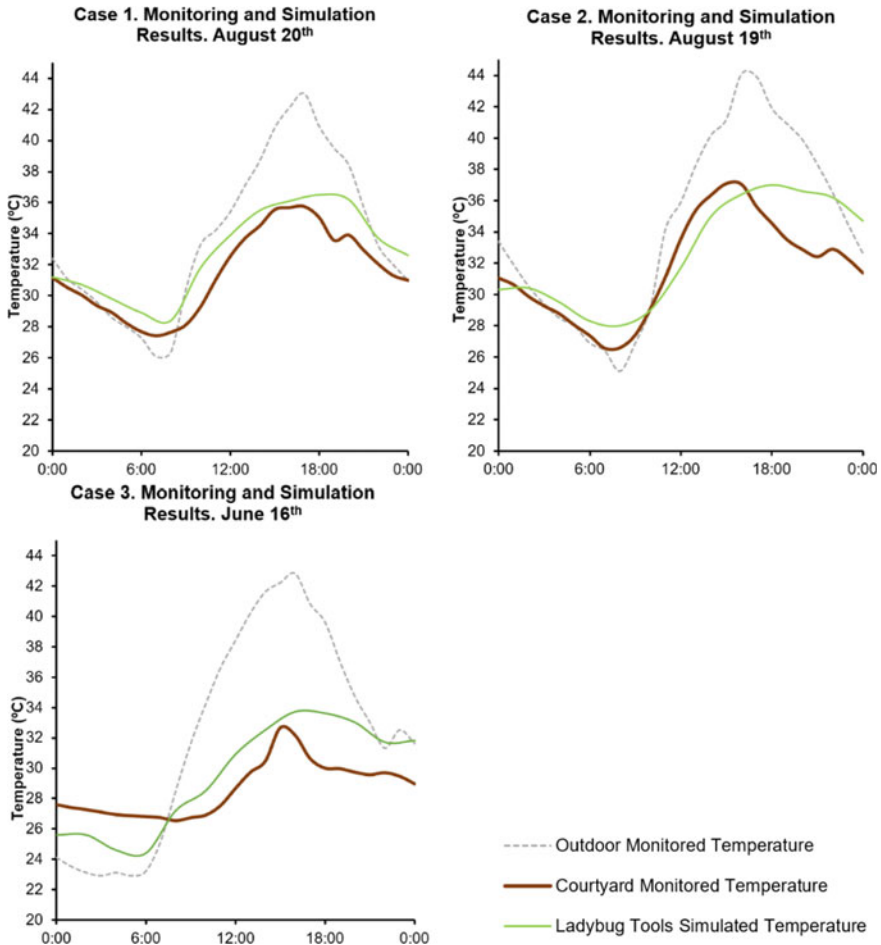 Case 1. Monitoring and Simulation
Results. August 20th
Temperature (ºC)
44
42
40
38
36
34
32
30
28
26
24
22
20
0:00 6:00 12:00 18:00 0:00
Case 2. Monitoring and Simulation
Results. August 19th
Temperature (ºC)
44
42
40
38
36
34
32
30
28
26
24
22
20
0:00 6:00 12:00 18:00 0:00
Case 3. Monitoring and Simulation
Results. June 16th
Temperature (ºC)
44
42
40
38
36
34
32
30
28
26
24
22
20
0:00 6:00 12:00 18:00 0:00
Outdoor Monitored Temperature
Courtyard Monitored Temperature
Ladybug Tools Simulated Temperature